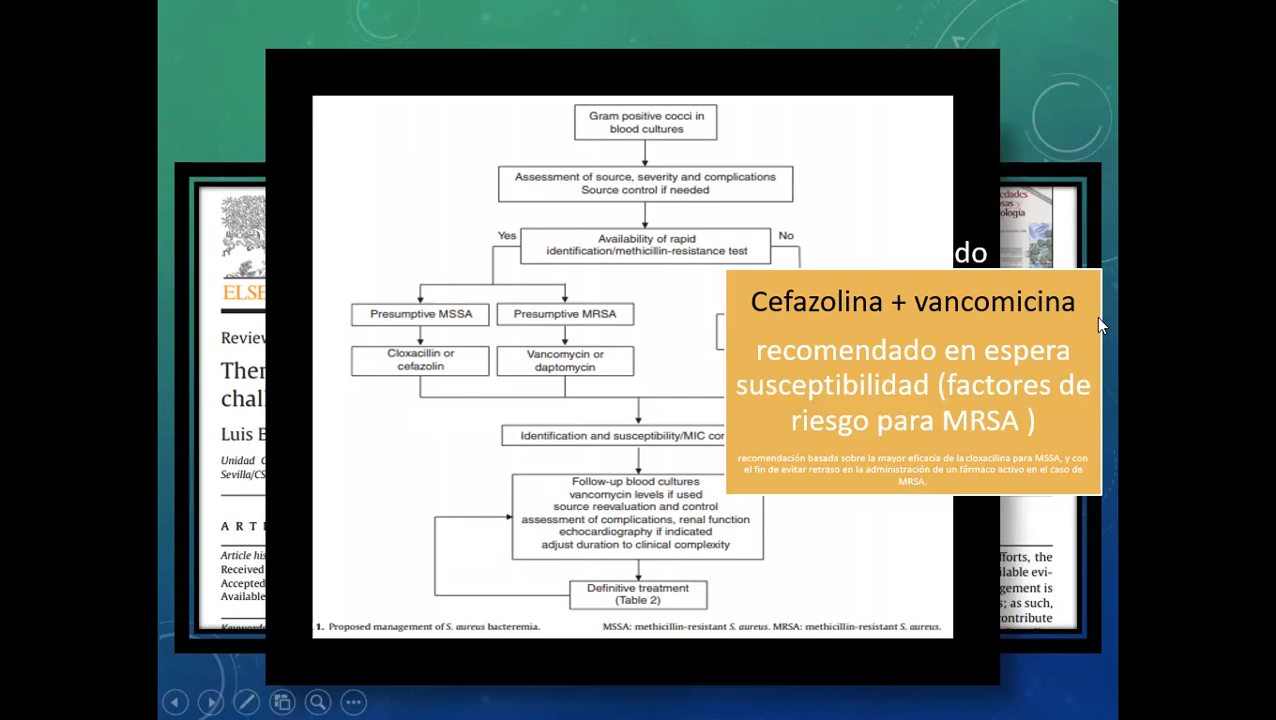 Gram positive cocci in
blood cultures
Assessment of source, severity and complications
Source control if needed
Yes
Availability of rapid
identification/methicillin-resistance test
No
Presumptive MSSA
Presumptive MRSA
Cloxacillin or
cefazolin
Vancomycin or
daptomycin
Identification and susceptibility/MIC
Follow-up blood cultures
vancomycin levels if used
source reevaluation and control
assessment of complications, renal function
echocardiography if indicated
adjust duration to clinical complexity
Definitive treatment
(Table 2)
1. Proposed management of S. aureus bacteremia.
MSSA: methicillin-resistant S. aureus. MRSA: methicillin-resistant S. aureus.
do
Cefazolina + vancomicina
recomendado en espera
susceptibilidad (factores de
riesgo para MRSA )
recomendación basada sobre la mayor eficacia de la cloxacilina para MSSA, y con
el fin de evitar retraso en la administración de un fármaco activo en el caso de
MRSA.
ELSE
Review
Ther
chall
Luis
Unidad
Sevilla/CS
Article his
Received
Accepted
Available
Keywords
fforts, the
ilable evi-
gement is
s; as such,
contribute